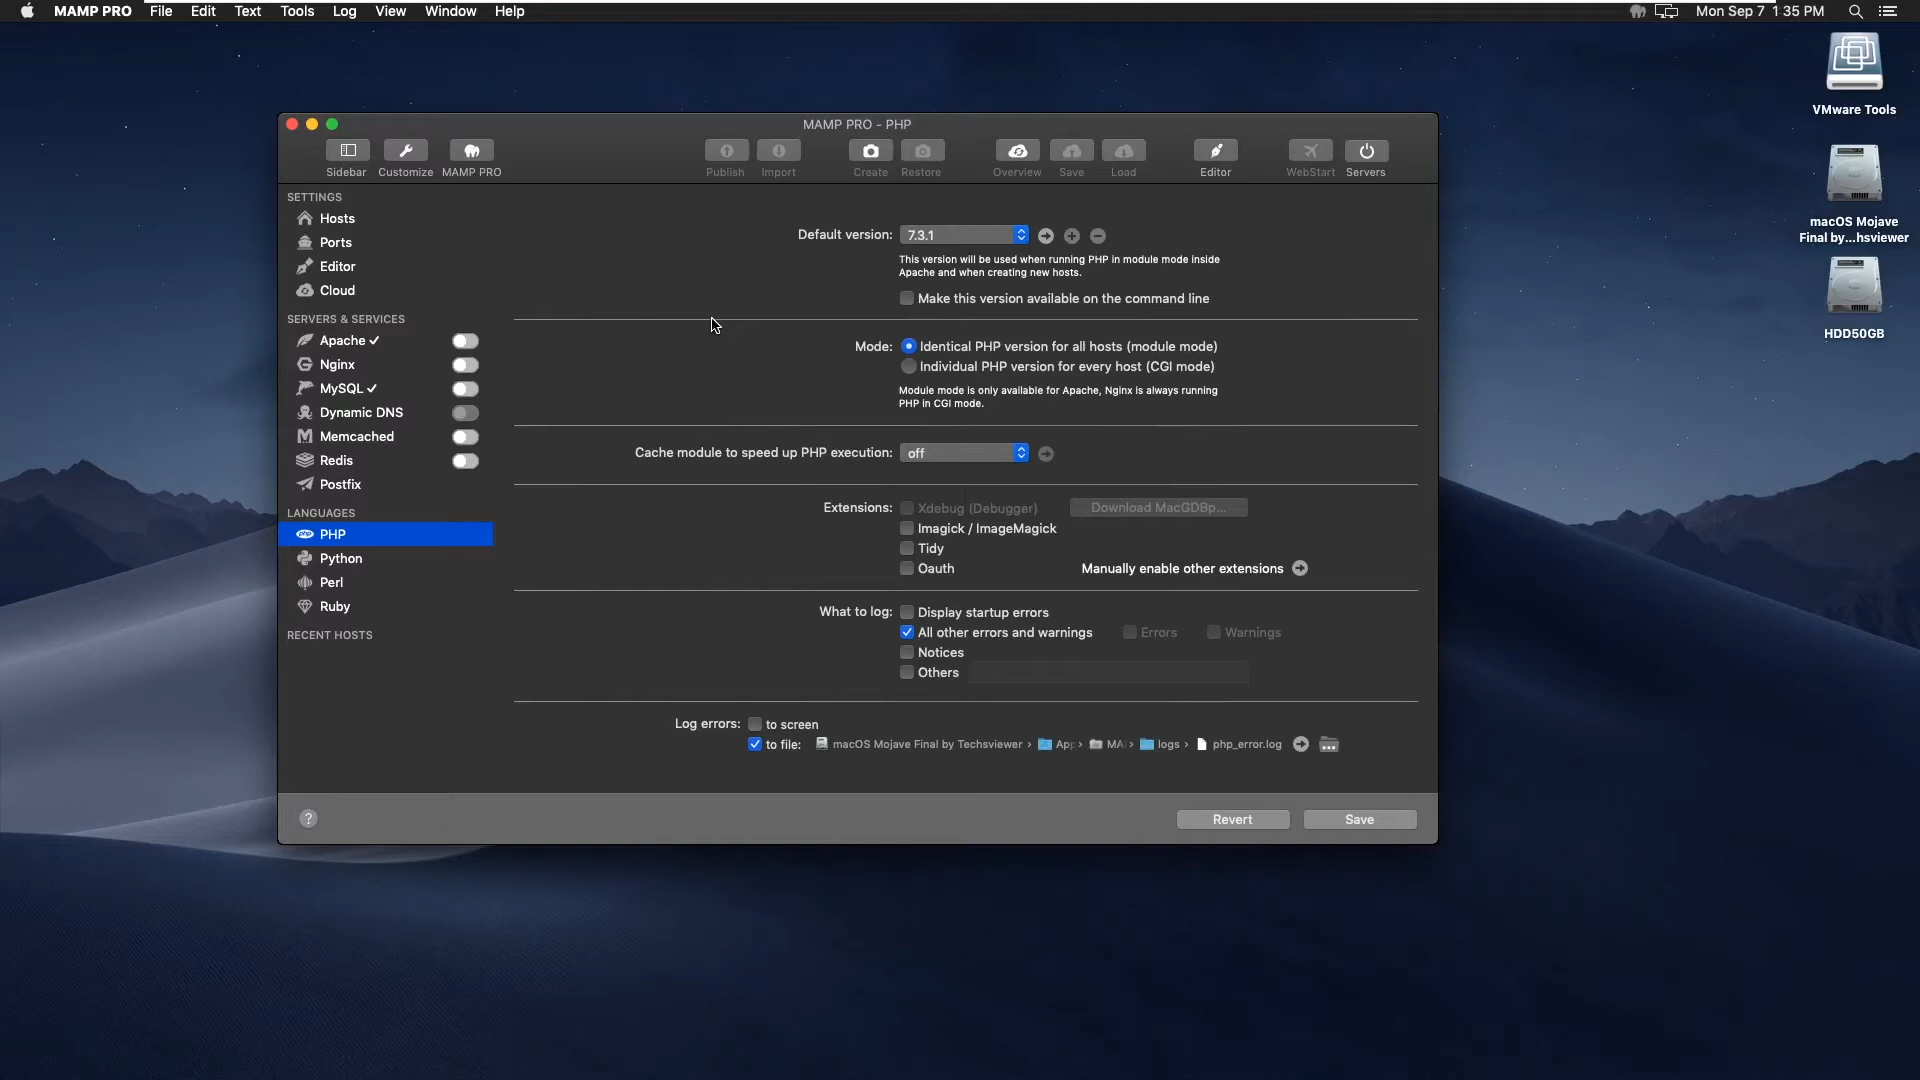 MAMP PRO File Edit Text Tools Log View Window Help Mon Sep 7 1 35 PM
VMware Tools
MAMP PRO - PHP
Sidebar Customize MAMP PRO Publish Import Create Restore Overview Save Load Editor WebStart Servers
macOS Mojave
Final by...hsviewer
HDD50GB
SETTINGS
Hosts
Ports
Editor
Cloud
SERVERS & SERVICES
Apache ✓
Nginx
MySQL ✓
Dynamic DNS
Memcached
Redis
Postfix
LANGUAGES
php PHP
Python
Perl
Ruby
RECENT HOSTS
Default version: 7.3.1
This version will be used when running PHP in module mode inside
Apache and when creating new hosts.
Make this version available on the command line
Mode: Identical PHP version for all hosts (module mode)
Individual PHP version for every host (CGI mode)
Module mode is only available for Apache, Nginx is always running
PHP in CGI mode.
Cache module to speed up PHP execution: off
Extensions: Xdebug (Debugger) Download MacGDBp...
Imagick / ImageMagick
Tidy
Oauth Manually enable other extensions
What to log: Display startup errors
All other errors and warnings Errors Warnings
Notices
Others
Log errors: to screen
to file: macOS Mojave Final by Techsviewer › App › MA › logs › php_error.log
? Revert Save